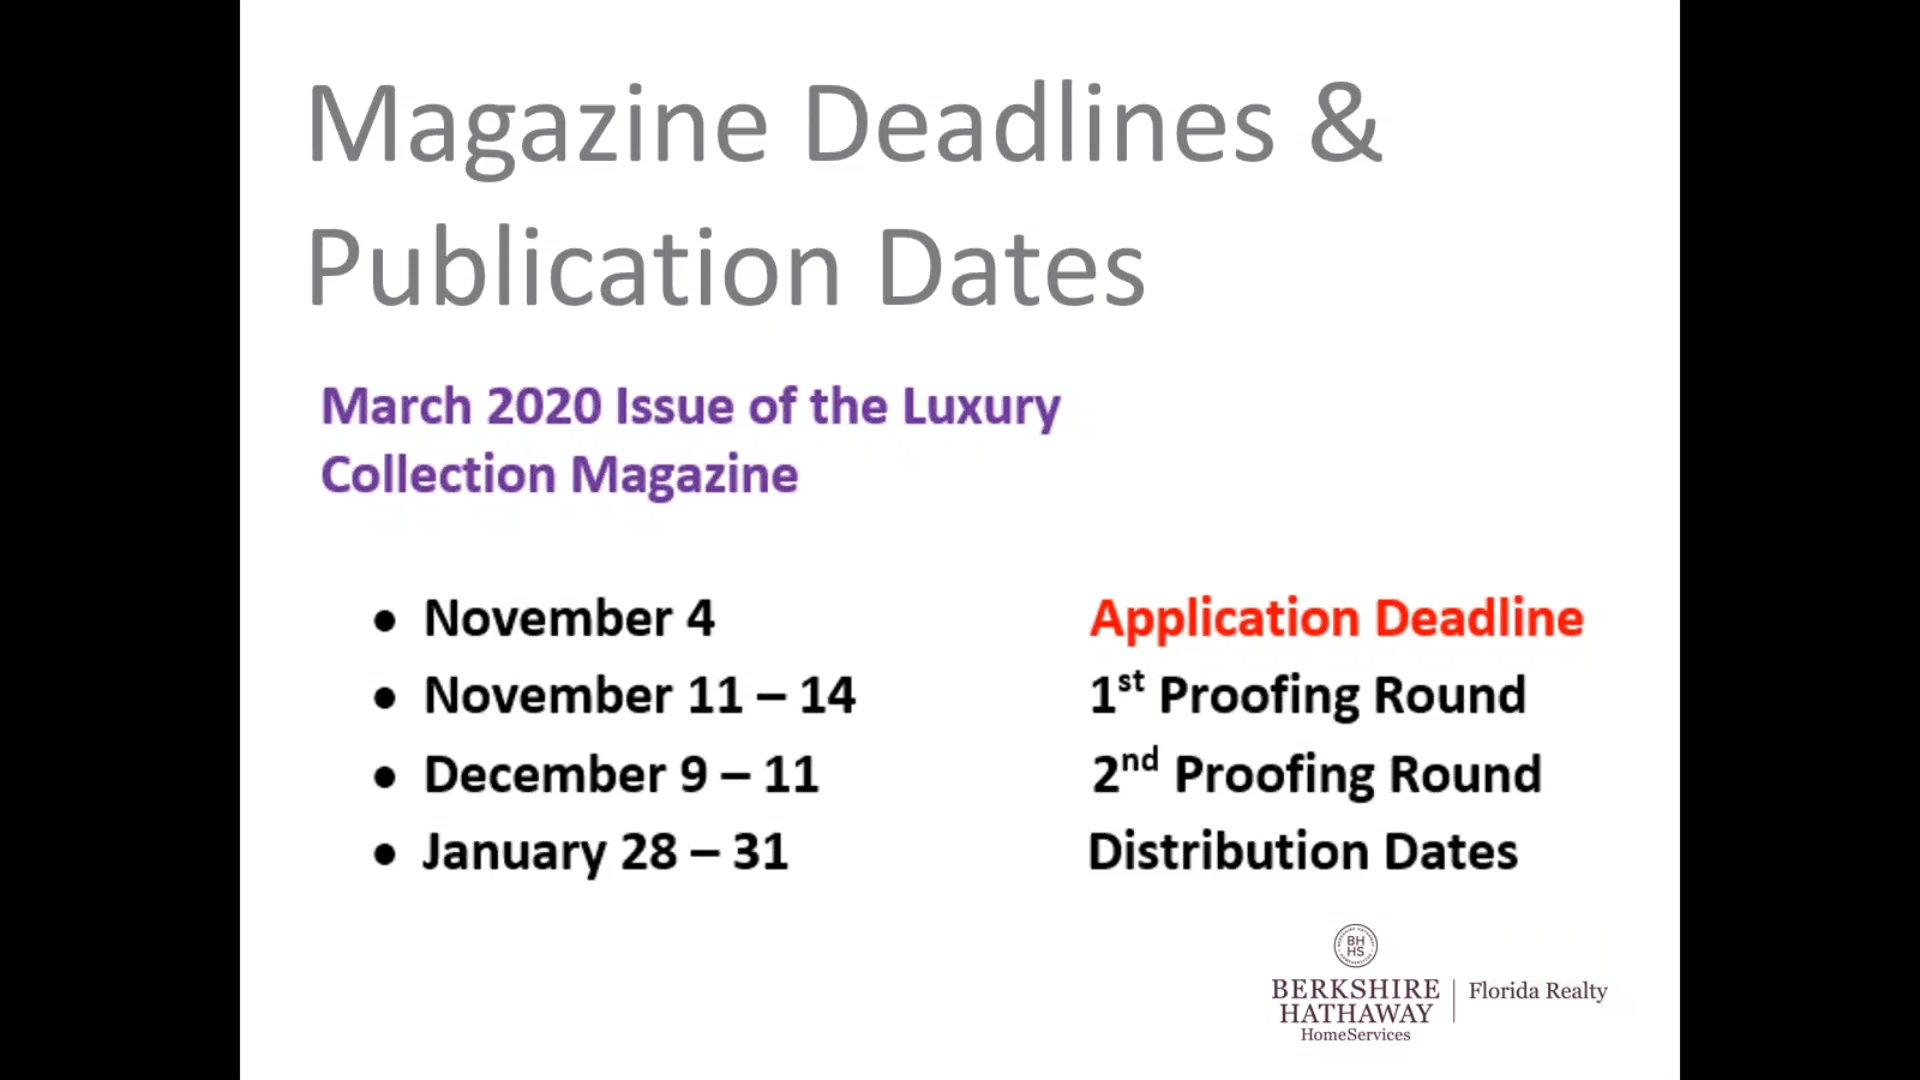 Magazine Deadlines &
Publication Dates
March 2020 Issue of the Luxury
Collection Magazine
• November 4 Application Deadline
• November 11 – 14 1st Proofing Round
• December 9 – 11 2nd Proofing Round
• January 28 – 31 Distribution Dates
BH
HS
BERKSHIRE
HATHAWAY
HomeServices
Florida Realty